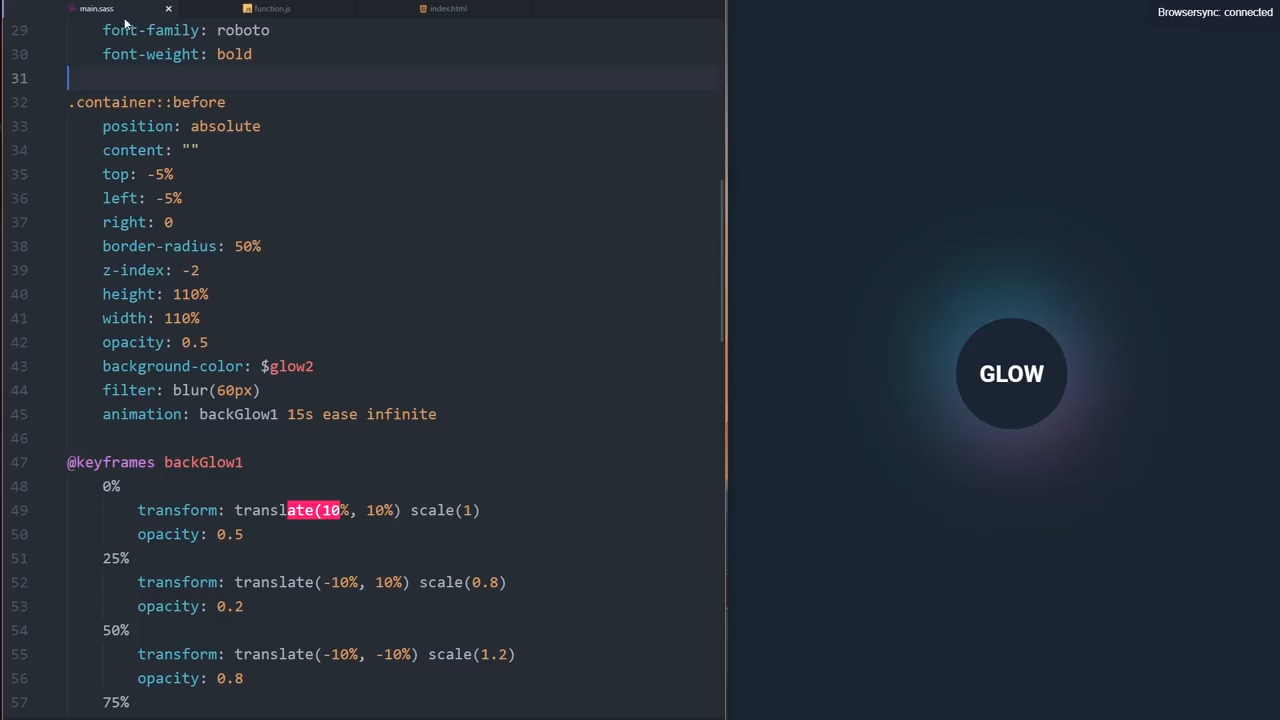 main.sass
function.js
index.html
Browsersync: connected
29 font-family: roboto
30 font-weight: bold
31
32 .container::before
33 position: absolute
34 content: ""
35 top: -5%
36 left: -5%
37 right: 0
38 border-radius: 50%
39 z-index: -2
40 height: 110%
41 width: 110%
42 opacity: 0.5
43 background-color: $glow2
44 filter: blur(60px)
45 animation: backGlow1 15s ease infinite
46
47 @keyframes backGlow1
48 0%
49 transform: translate(10%, 10%) scale(1)
50 opacity: 0.5
51 25%
52 transform: translate(-10%, 10%) scale(0.8)
53 opacity: 0.2
54 50%
55 transform: translate(-10%, -10%) scale(1.2)
56 opacity: 0.8
57 75%
GLOW